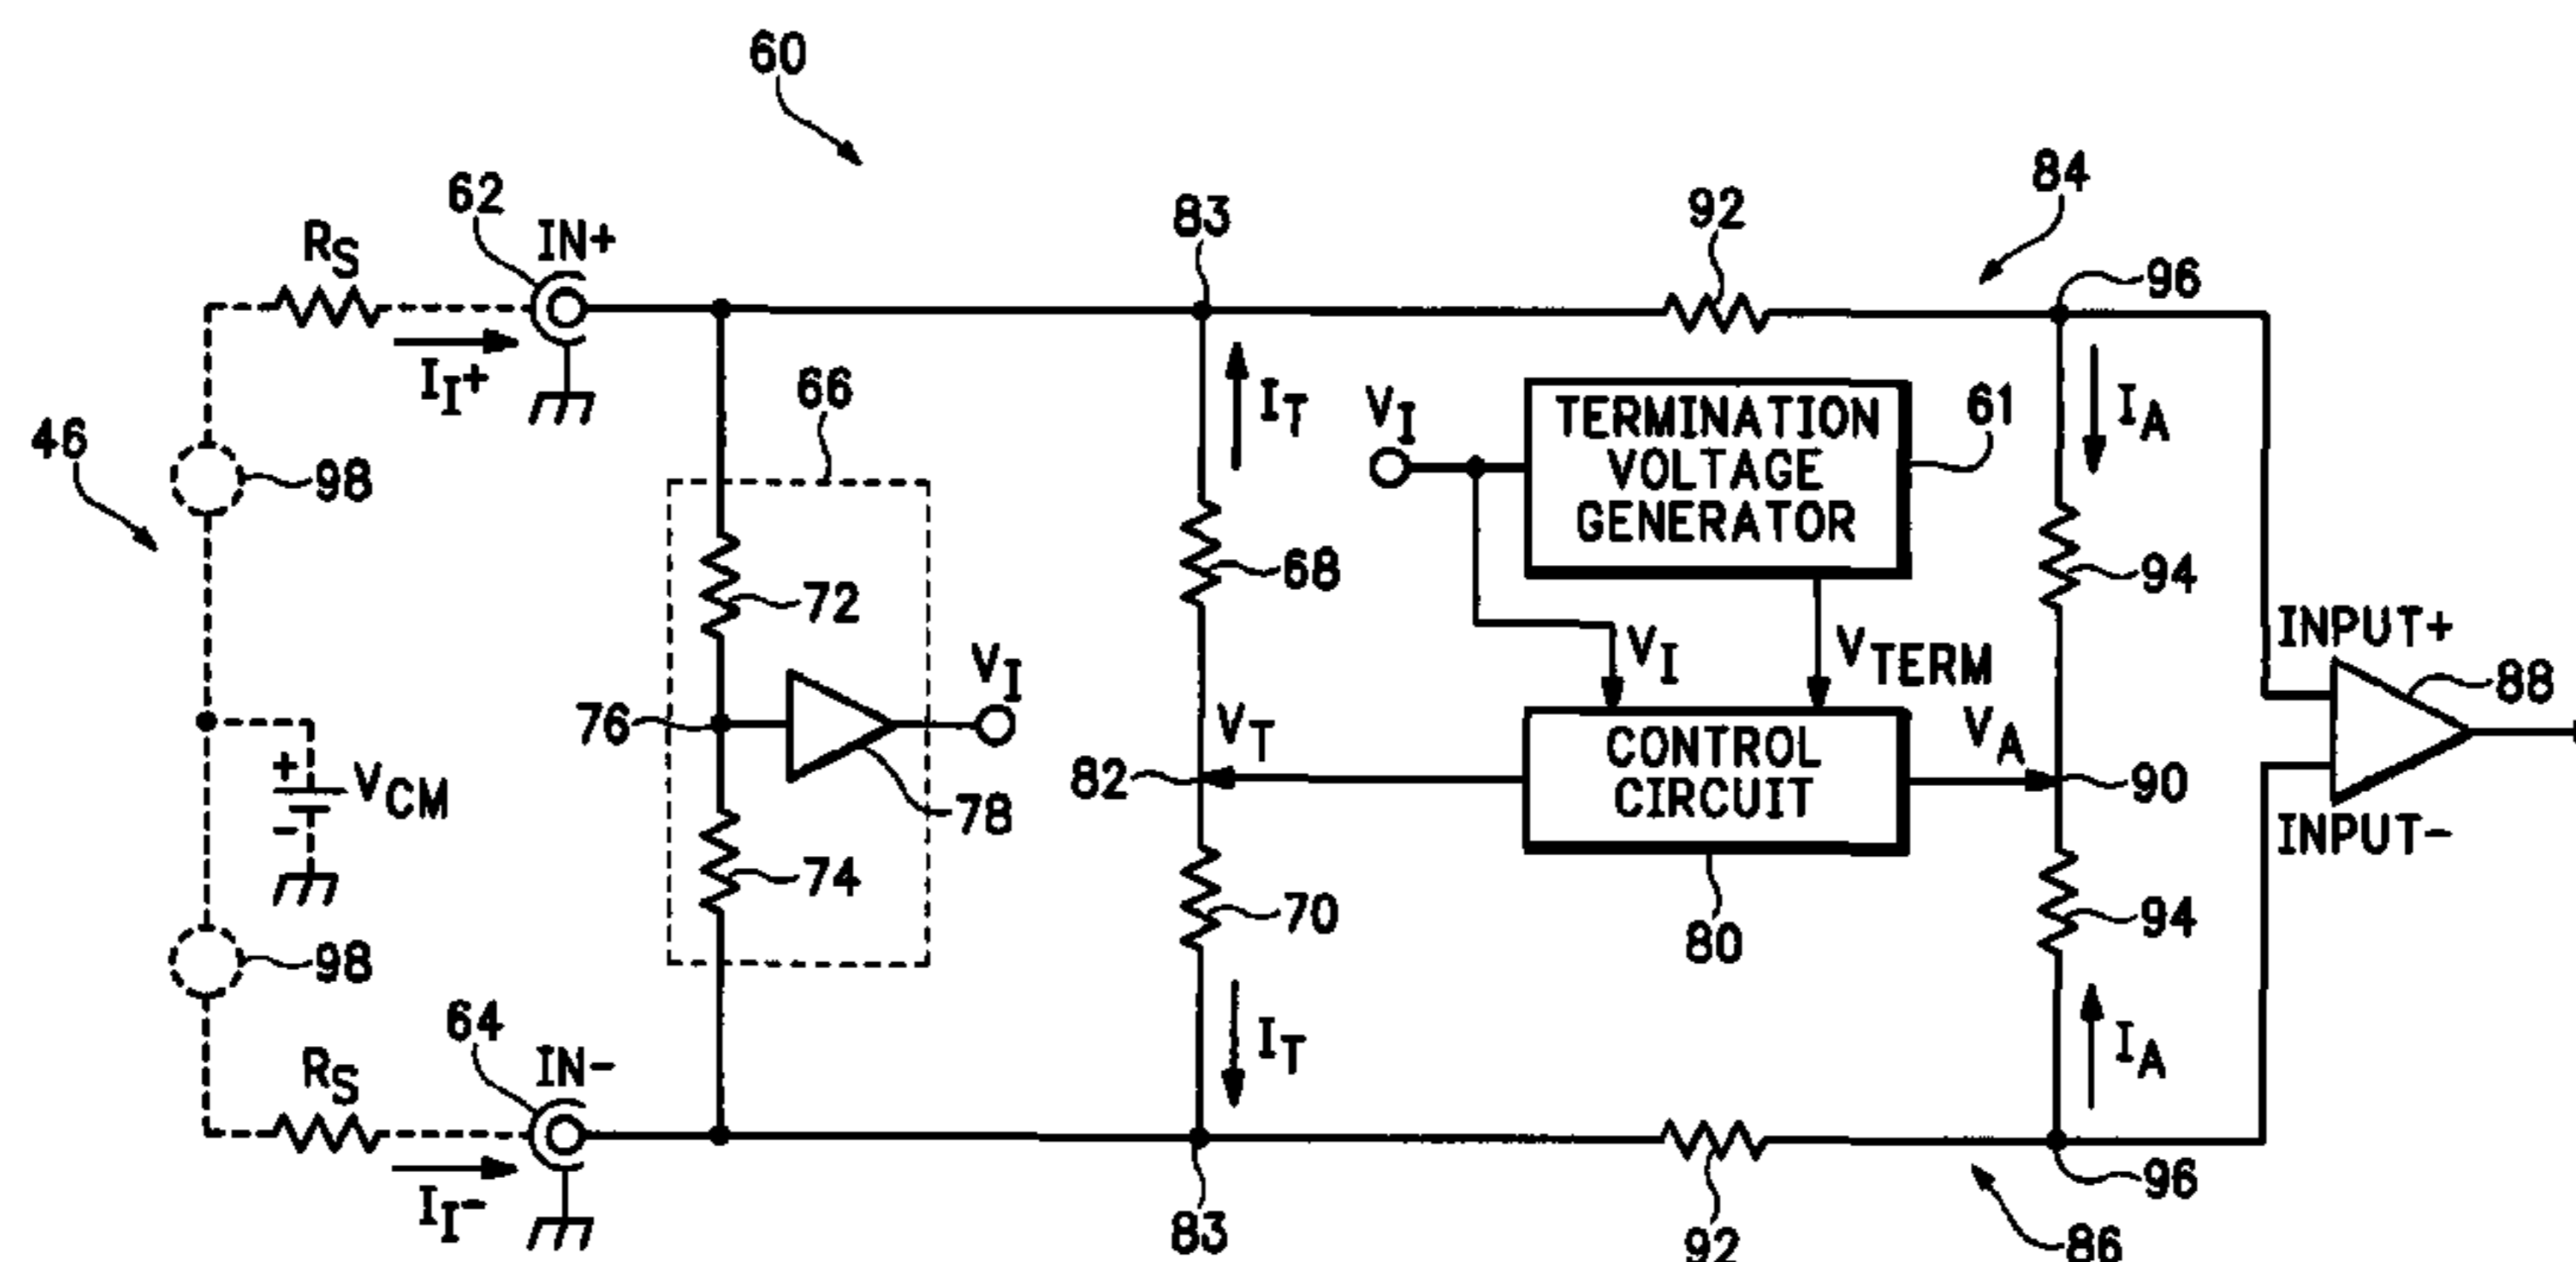 60
84
62
IN+
83
92
96
RS
II+
66
VI
TERMINATION
VOLTAGE
GENERATOR
61
IT
IA
46
98
68
94
72
VI
VTERM
INPUT+
76
VI
VT
CONTROL
CIRCUIT
VA
88
+
VCM
-
78
82
90
INPUT-
74
70
80
94
98
64
IN-
RS
IT
IA
II-
83
92
96
86